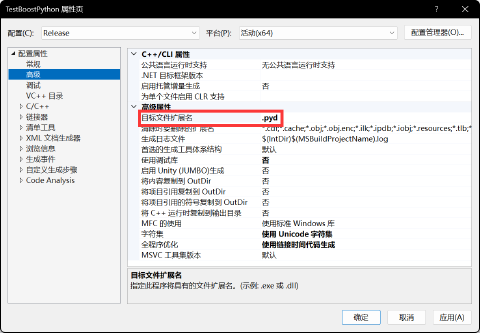 TestBoostPython 属性页
配置(C): Release 平台(P): 活动(x64) 配置管理器(O)...
配置属性
常规
高级
调试
VC++ 目录
C/C++
链接器
清单工具
XML 文档生成器
浏览信息
生成事件
自定义生成步骤
Code Analysis
C++/CLI 属性
公共语言运行时支持 无公共语言运行时支持
.NET 目标框架版本
启用托管增量生成 否
为单个文件启用 CLR 支持
高级属性
目标文件扩展名 .pyd
*.cdf;*.cache;*.obj;*.obj.enc;*.ilk;*.ipdb;*.iobj;*.resources;*.tlb;*
生成日志文件 $(IntDir)$(MSBuildProjectName).log
首选的生成工具体系结构 默认
使用调试库 否
启用 Unity (JUMBO)生成 否
将内容复制到 OutDir 否
将项目引用复制到 OutDir 否
将项目引用的符号复制到 OutDir 否
将 C++ 运行时复制到输出目录 否
MFC 的使用 使用标准 Windows 库
字符集 使用 Unicode 字符集
全程序优化 使用链接时间代码生成
MSVC 工具集版本 默认
目标文件扩展名
指定此程序将具有的文件扩展名。(示例: .exe 或 .dll)
确定 取消 应用(A)